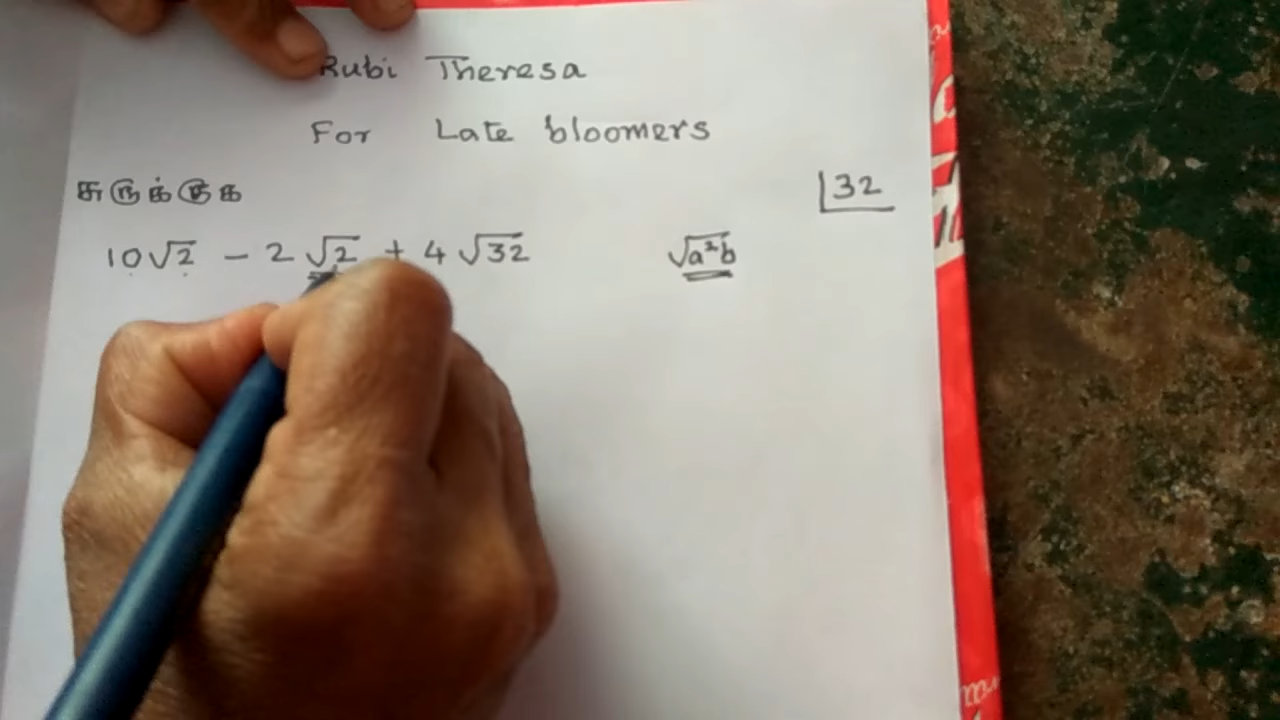 Rubi Theresa
For Late bloomers
சுருக்குக
32
10√2 − 2√2 + 4√32
√a²b